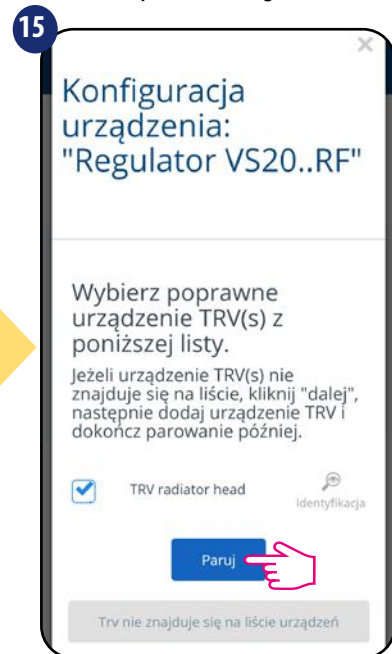 15
×
Konfiguracja
urządzenia:
"Regulator VS20..RF"
Wybierz poprawne
urządzenie TRV(s) z
poniższej listy.
Jeżeli urządzenie TRV(s) nie
znajduje się na liście, kliknij "dalej",
następnie dodaj urządzenie TRV i
dokończ parowanie później.
TRV radiator head
Identyfikacja
Paruj
Trv nie znajduje się na liście urządzeń